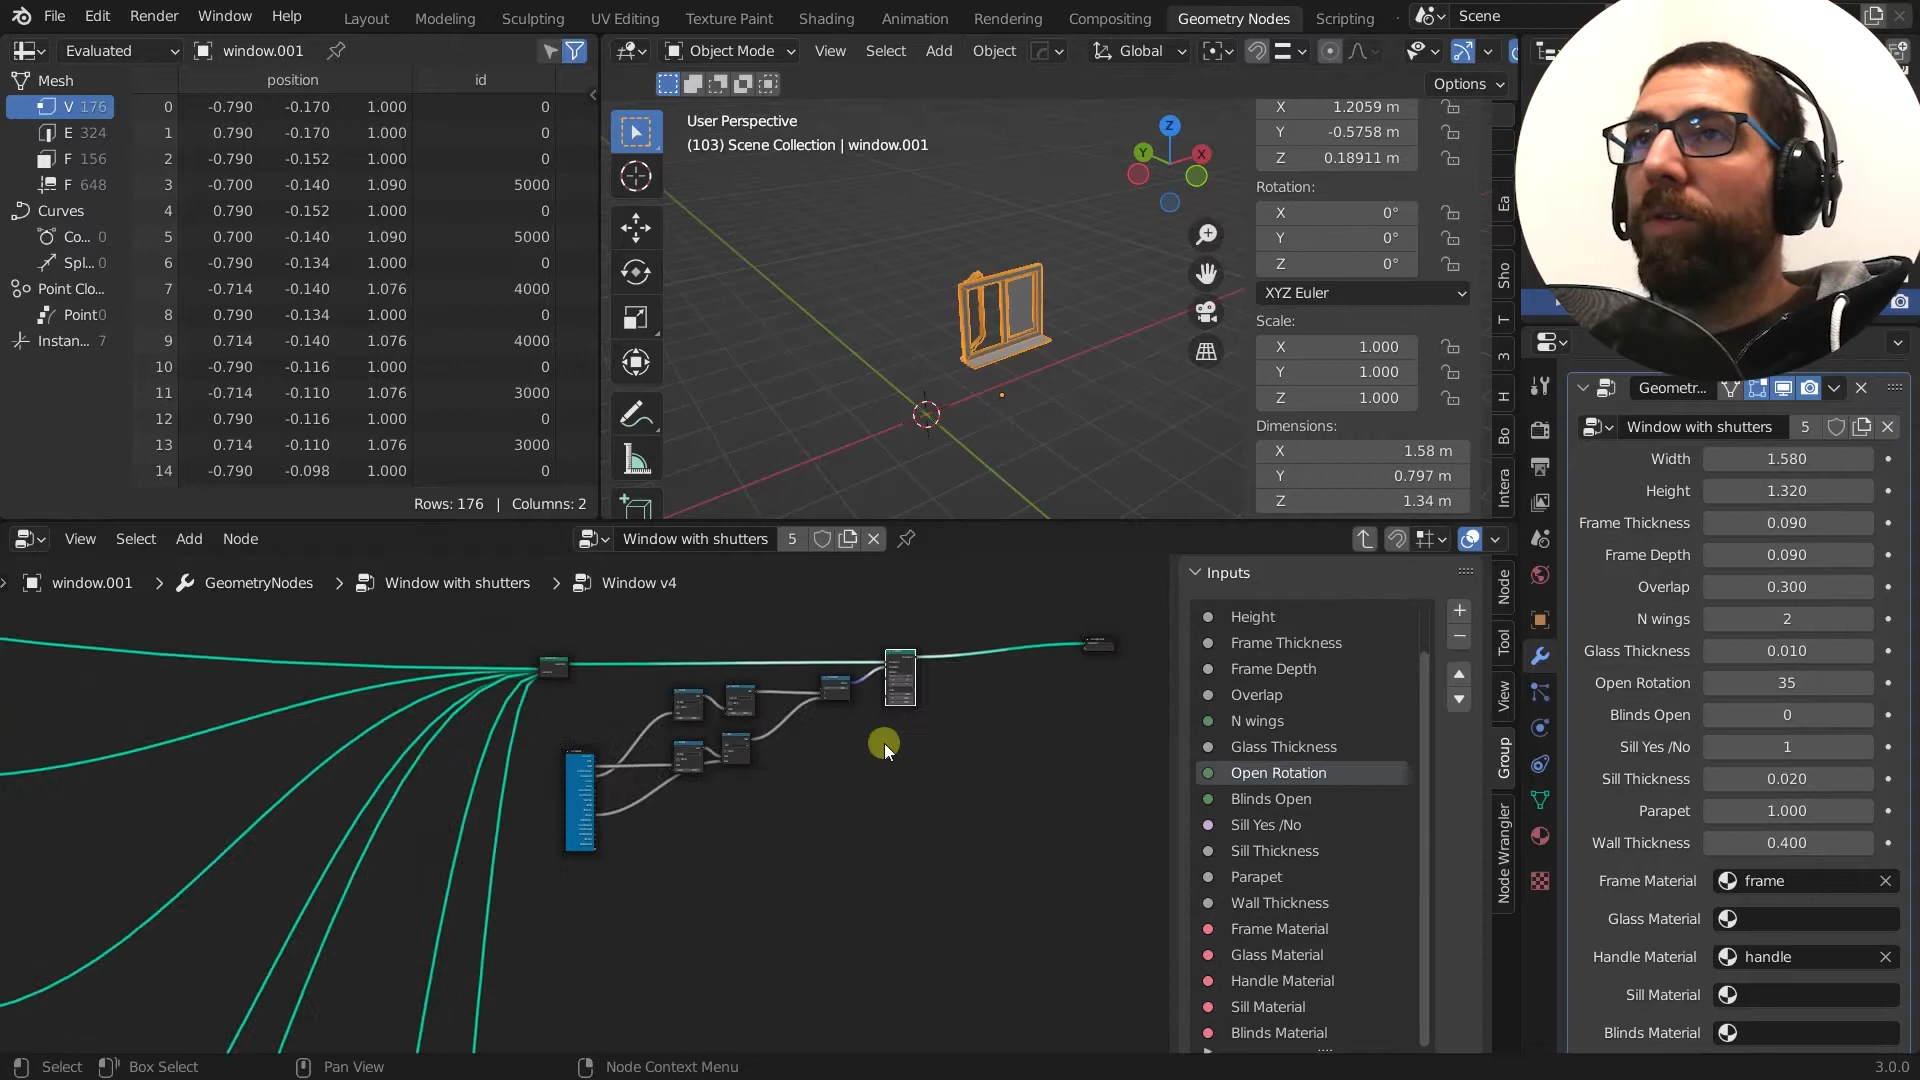 File Edit Render Window Help Layout Modeling Sculpting UV Editing Texture Paint Shading Animation Rendering Compositing Geometry Nodes Scripting Scene
Evaluated window.001
Object Mode View Select Add Object Global
Options
Mesh
V 176
E 324
F 156
F 648
Curves
Co... 0
Spl... 0
Point Clo...
Point 0
Instan... 7
position id
0 -0.790 -0.170 1.000 0
1 0.790 -0.170 1.000 0
2 -0.790 -0.152 1.000 0
3 -0.700 -0.140 1.090 5000
4 0.790 -0.152 1.000 0
5 0.700 -0.140 1.090 5000
6 -0.790 -0.134 1.000 0
7 -0.714 -0.140 1.076 4000
8 0.790 -0.134 1.000 0
9 0.714 -0.140 1.076 4000
10 -0.790 -0.116 1.000 0
11 -0.714 -0.110 1.076 3000
12 0.790 -0.116 1.000 0
13 0.714 -0.110 1.076 3000
14 -0.790 -0.098 1.000 0
Rows: 176 | Columns: 2
User Perspective
(103) Scene Collection | window.001
Z
Y
X
X 1.2059 m
Y -0.5758 m
Z 0.18911 m
Rotation:
X 0°
Y 0°
Z 0°
XYZ Euler
Scale:
X 1.000
Y 1.000
Z 1.000
Dimensions:
X 1.58 m
Y 0.797 m
Z 1.34 m
Ea
Sho
T
3
H
Bo
Intera
View Select Add Node Window with shutters 5
window.001 > GeometryNodes > Window with shutters > Window v4
Inputs
Height
Frame Thickness
Frame Depth
Overlap
N wings
Glass Thickness
Open Rotation
Blinds Open
Sill Yes /No
Sill Thickness
Parapet
Wall Thickness
Frame Material
Glass Material
Handle Material
Sill Material
Blinds Material
Node
Tool
View
Group
Node Wrangler
Geometr...
Window with shutters 5
Width 1.580
Height 1.320
Frame Thickness 0.090
Frame Depth 0.090
Overlap 0.300
N wings 2
Glass Thickness 0.010
Open Rotation 35
Blinds Open 0
Sill Yes /No 1
Sill Thickness 0.020
Parapet 1.000
Wall Thickness 0.400
Frame Material frame
Glass Material
Handle Material handle
Sill Material
Blinds Material
Select Box Select Pan View Node Context Menu 3.0.0